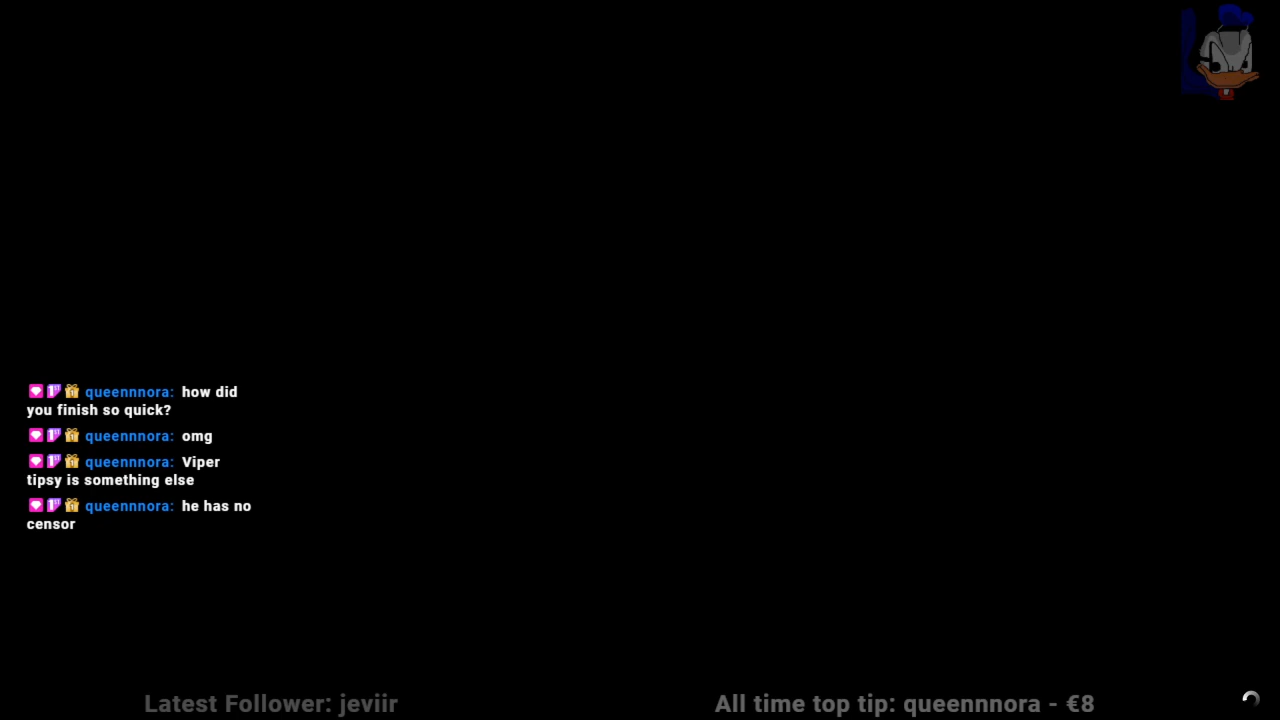 queennnora: how did
you finish so quick?
queennnora: omg
queennnora: Viper
tipsy is something else
queennnora: he has no
censor
Latest Follower: jeviir
All time top tip: queennnora - €8